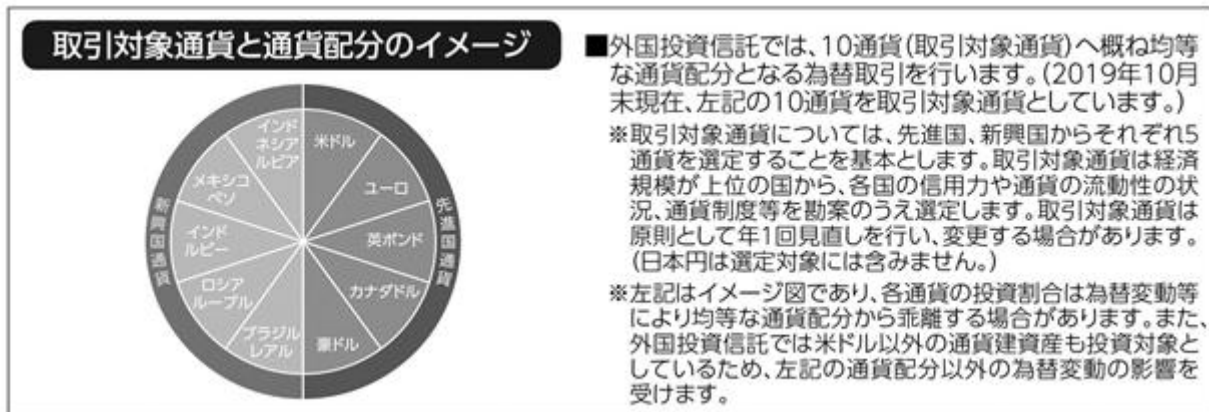 取引対象通貨と通貨配分のイメージ
インド
ネシア
ルピア
米ドル
メキシコ
ペソ
ユーロ
新興国通貨
インド
ルピー
英ポンド
先進国通貨
ロシア
ルーブル
カナダドル
ブラジル
レアル
豪ドル
■外国投資信託では、10通貨(取引対象通貨)へ概ね均等
な通貨配分となる為替取引を行います。(2019年10月
末現在、左記の10通貨を取引対象通貨としています。)
※取引対象通貨については、先進国、新興国からそれぞれ5
通貨を選定することを基本とします。取引対象通貨は経済
規模が上位の国から、各国の信用力や通貨の流動性の状
況、通貨制度等を勘案のうえ選定します。取引対象通貨は
原則として年1回見直しを行い、変更する場合があります。
(日本円は選定対象には含みません。)
※左記はイメージ図であり、各通貨の投資割合は為替変動等
により均等な通貨配分から乖離する場合があります。また、
外国投資信託では米ドル以外の通貨建資産も投資対象と
しているため、左記の通貨配分以外の為替変動の影響を
受けます。